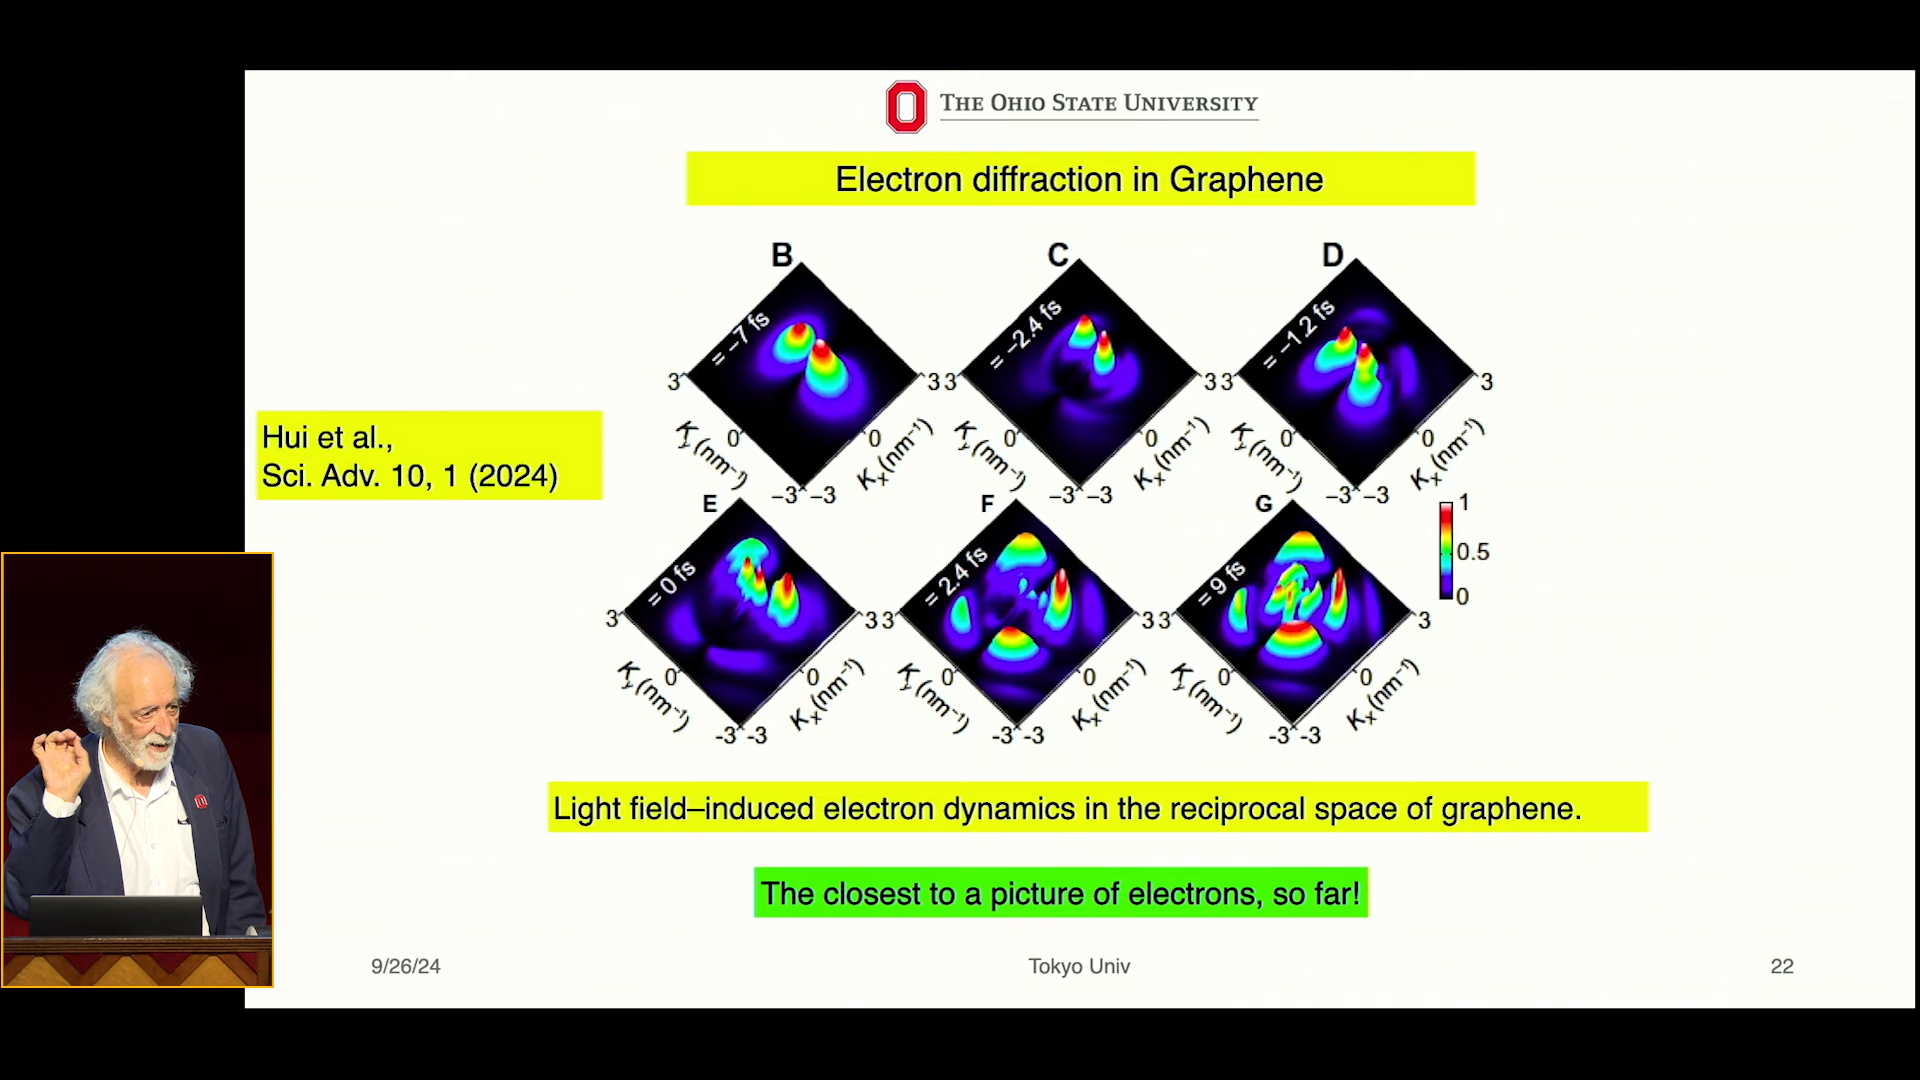 THE OHIO STATE UNIVERSITY
Electron diffraction in Graphene
B
C
D
= −7 fs
= −2.4 fs
= −1.2 fs
3
3
3
3
3
3
0
0
0
0
0
0
Ky (nm⁻¹)
Kx (nm⁻¹)
Ky (nm⁻¹)
Kx (nm⁻¹)
Ky (nm⁻¹)
Kx (nm⁻¹)
−3
−3
−3
−3
−3
−3
Hui et al.,
Sci. Adv. 10, 1 (2024)
E
F
G
1
0.5
0
= 0 fs
= 2.4 fs
= 9 fs
3
3
3
3
3
3
0
0
0
0
0
0
Ky (nm⁻¹)
Kx (nm⁻¹)
Ky (nm⁻¹)
Kx (nm⁻¹)
Ky (nm⁻¹)
Kx (nm⁻¹)
-3
-3
-3
-3
-3
-3
Light field–induced electron dynamics in the reciprocal space of graphene.
The closest to a picture of electrons, so far!
9/26/24
Tokyo Univ
22